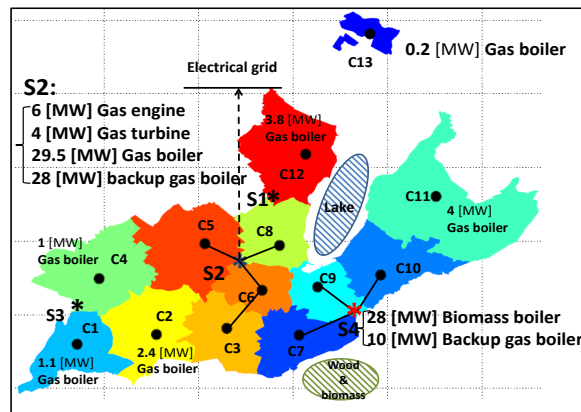 C13
0.2 [MW] Gas boiler
Electrical grid
S2:
6 [MW] Gas engine
4 [MW] Gas turbine
29.5 [MW] Gas boiler
28 [MW] backup gas boiler
3.8 [MW]
Gas boiler
C12
S1*
Lake
C11
4 [MW]
Gas boiler
C5
C8
1 [MW]
Gas boiler
C4
S2
*
C10
C9
C6
S3 *
*
S4
28 [MW] Biomass boiler
10 [MW] Backup gas boiler
C1
C2
C3
C7
1.1 [MW]
Gas boiler
2.4 [MW]
Gas boiler
Wood
&
biomass